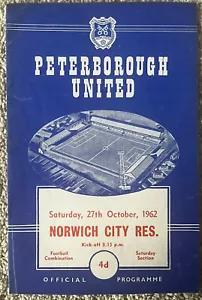 PETERBOROUGH
UNITED
Saturday, 27th October, 1962
NORWICH CITY RES.
Kick-off 3.15 p.m.
Football
Combination
4d
Saturday
Section
OFFICIAL PROGRAMME